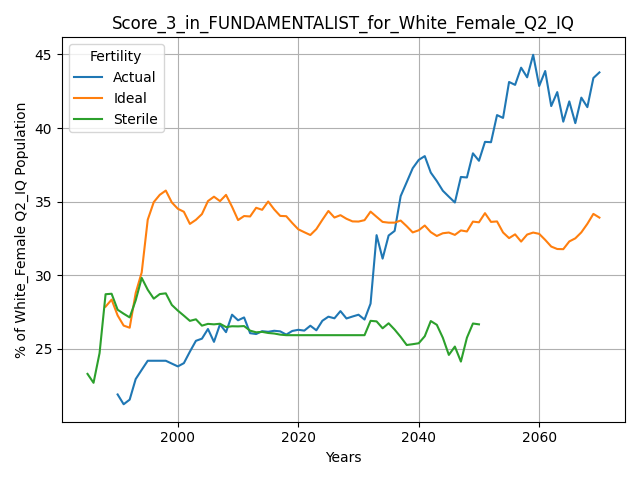 Score_3_in_FUNDAMENTALIST_for_White_Female_Q2_IQ
Fertility
Actual
Ideal
Sterile
% of White_Female Q2_IQ Population
45
40
35
30
25
2000
2020
2040
2060
Years